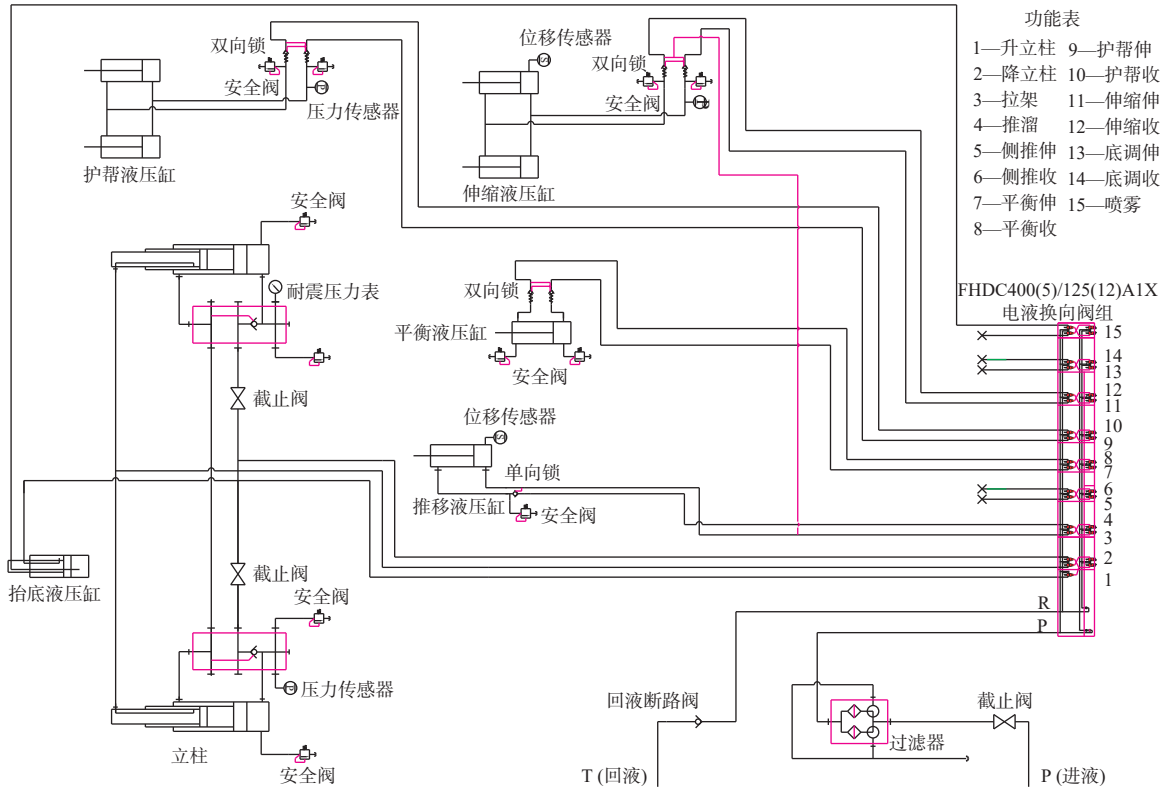 功能表
1—升立柱 9—护帮伸
2—降立柱 10—护帮收
3—拉架 11—伸缩伸
4—推溜 12—伸缩收
5—侧推伸 13—底调伸
6—侧推收 14—底调收
7—平衡伸 15—喷雾
8—平衡收
双向锁
安全阀
P
压力传感器
护帮液压缸
位移传感器
S
双向锁
安全阀
P
伸缩液压缸
安全阀
耐震压力表
截止阀
双向锁
平衡液压缸
安全阀
位移传感器
S
单向锁
推移液压缸
安全阀
抬底液压缸
截止阀
安全阀
P
压力传感器
立柱
安全阀
FHDC400(5)/125(12)A1X
电液换向阀组
15
14
13
12
11
10
9
8
7
6
5
4
3
2
1
R
P
回液断路阀
T (回液)
过滤器
截止阀
P (进液)